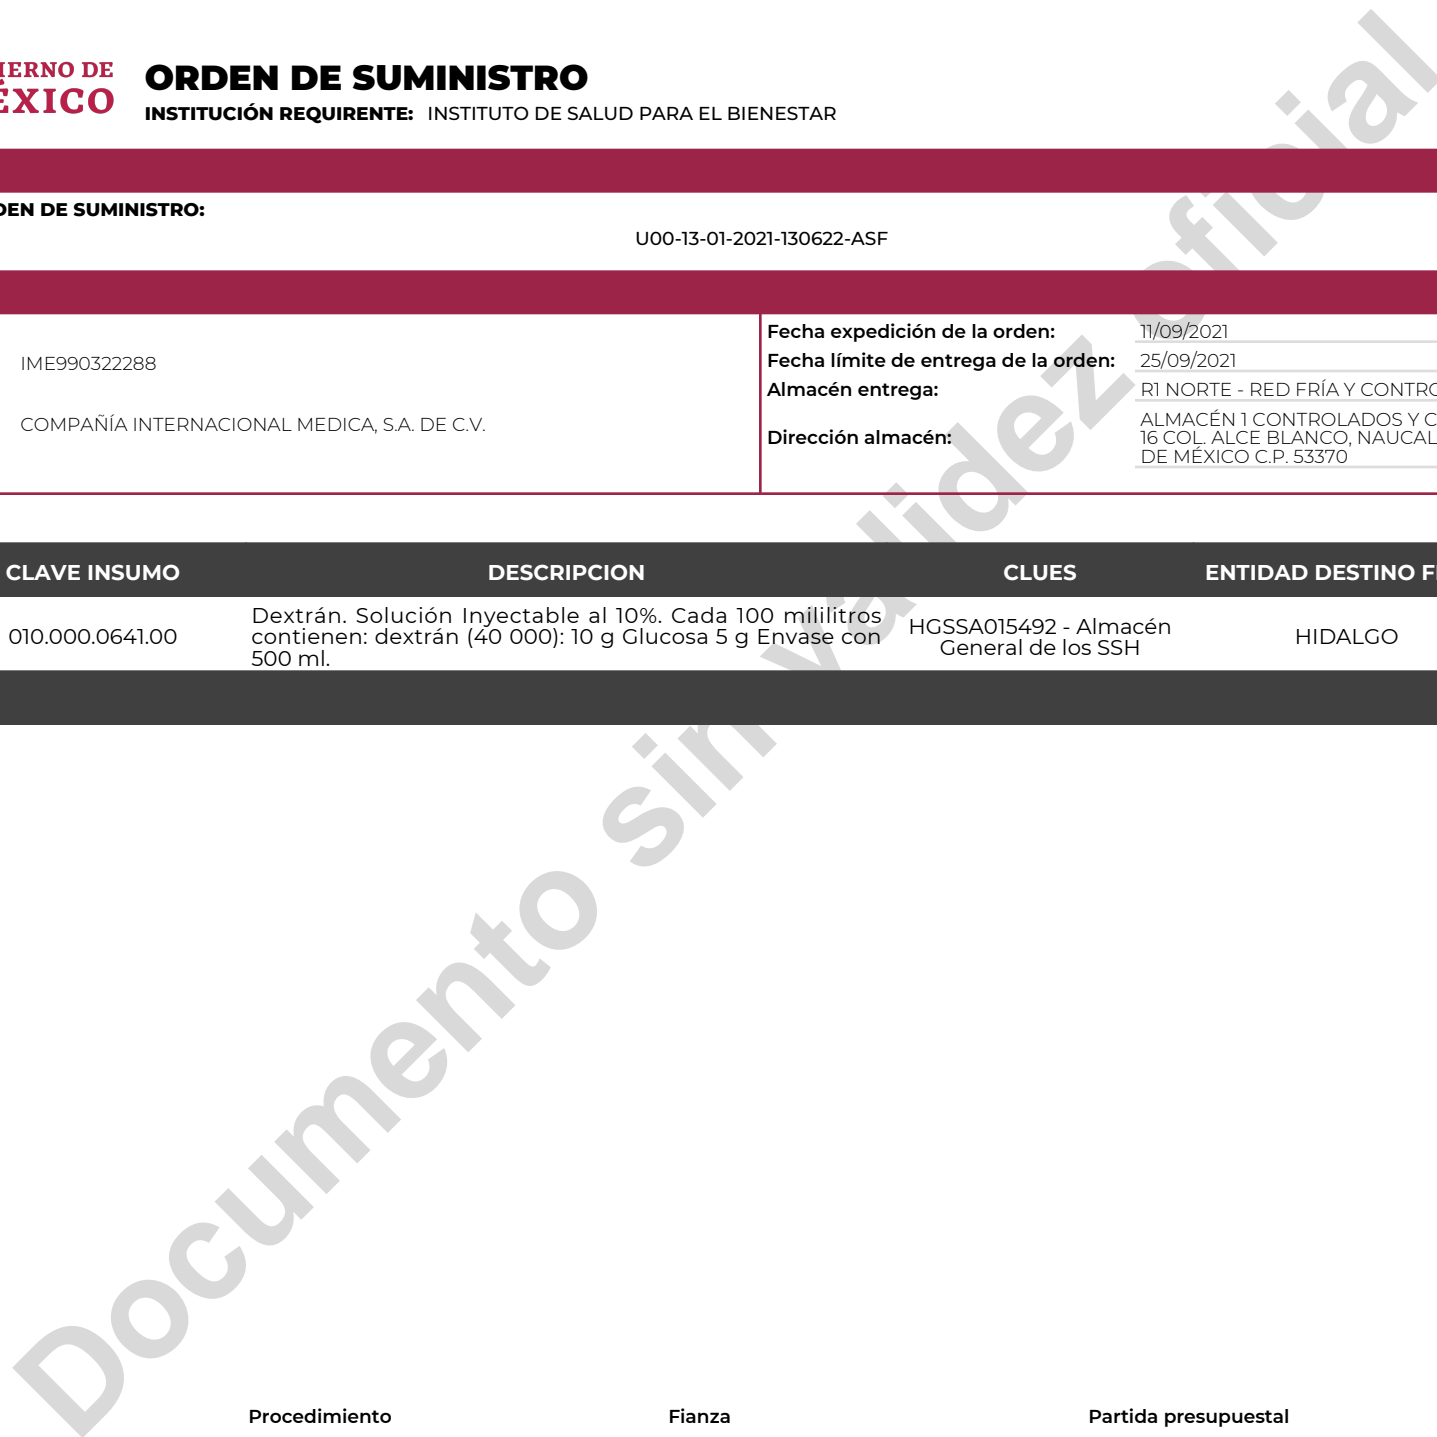 IERNO DE
ÉXICO
ORDEN DE SUMINISTRO
INSTITUCIÓN REQUIRENTE: INSTITUTO DE SALUD PARA EL BIENESTAR
DEN DE SUMINISTRO:
U00-13-01-2021-130622-ASF
IME990322288
COMPAÑÍA INTERNACIONAL MEDICA, S.A. DE C.V.
Fecha expedición de la orden: 11/09/2021
Fecha límite de entrega de la orden: 25/09/2021
Almacén entrega: R1 NORTE - RED FRÍA Y CONTRO
Dirección almacén: ALMACÉN 1 CONTROLADOS Y C
16 COL. ALCE BLANCO, NAUCAL
DE MÉXICO C.P. 53370
CLAVE INSUMO DESCRIPCION CLUES ENTIDAD DESTINO F
010.000.0641.00
Dextrán. Solución Inyectable al 10%. Cada 100 mililitros
contienen: dextrán (40 000): 10 g Glucosa 5 g Envase con
500 ml.
HGSSA015492 - Almacén
General de los SSH
HIDALGO
Documento sin validez oficial
Procedimiento Fianza Partida presupuestal